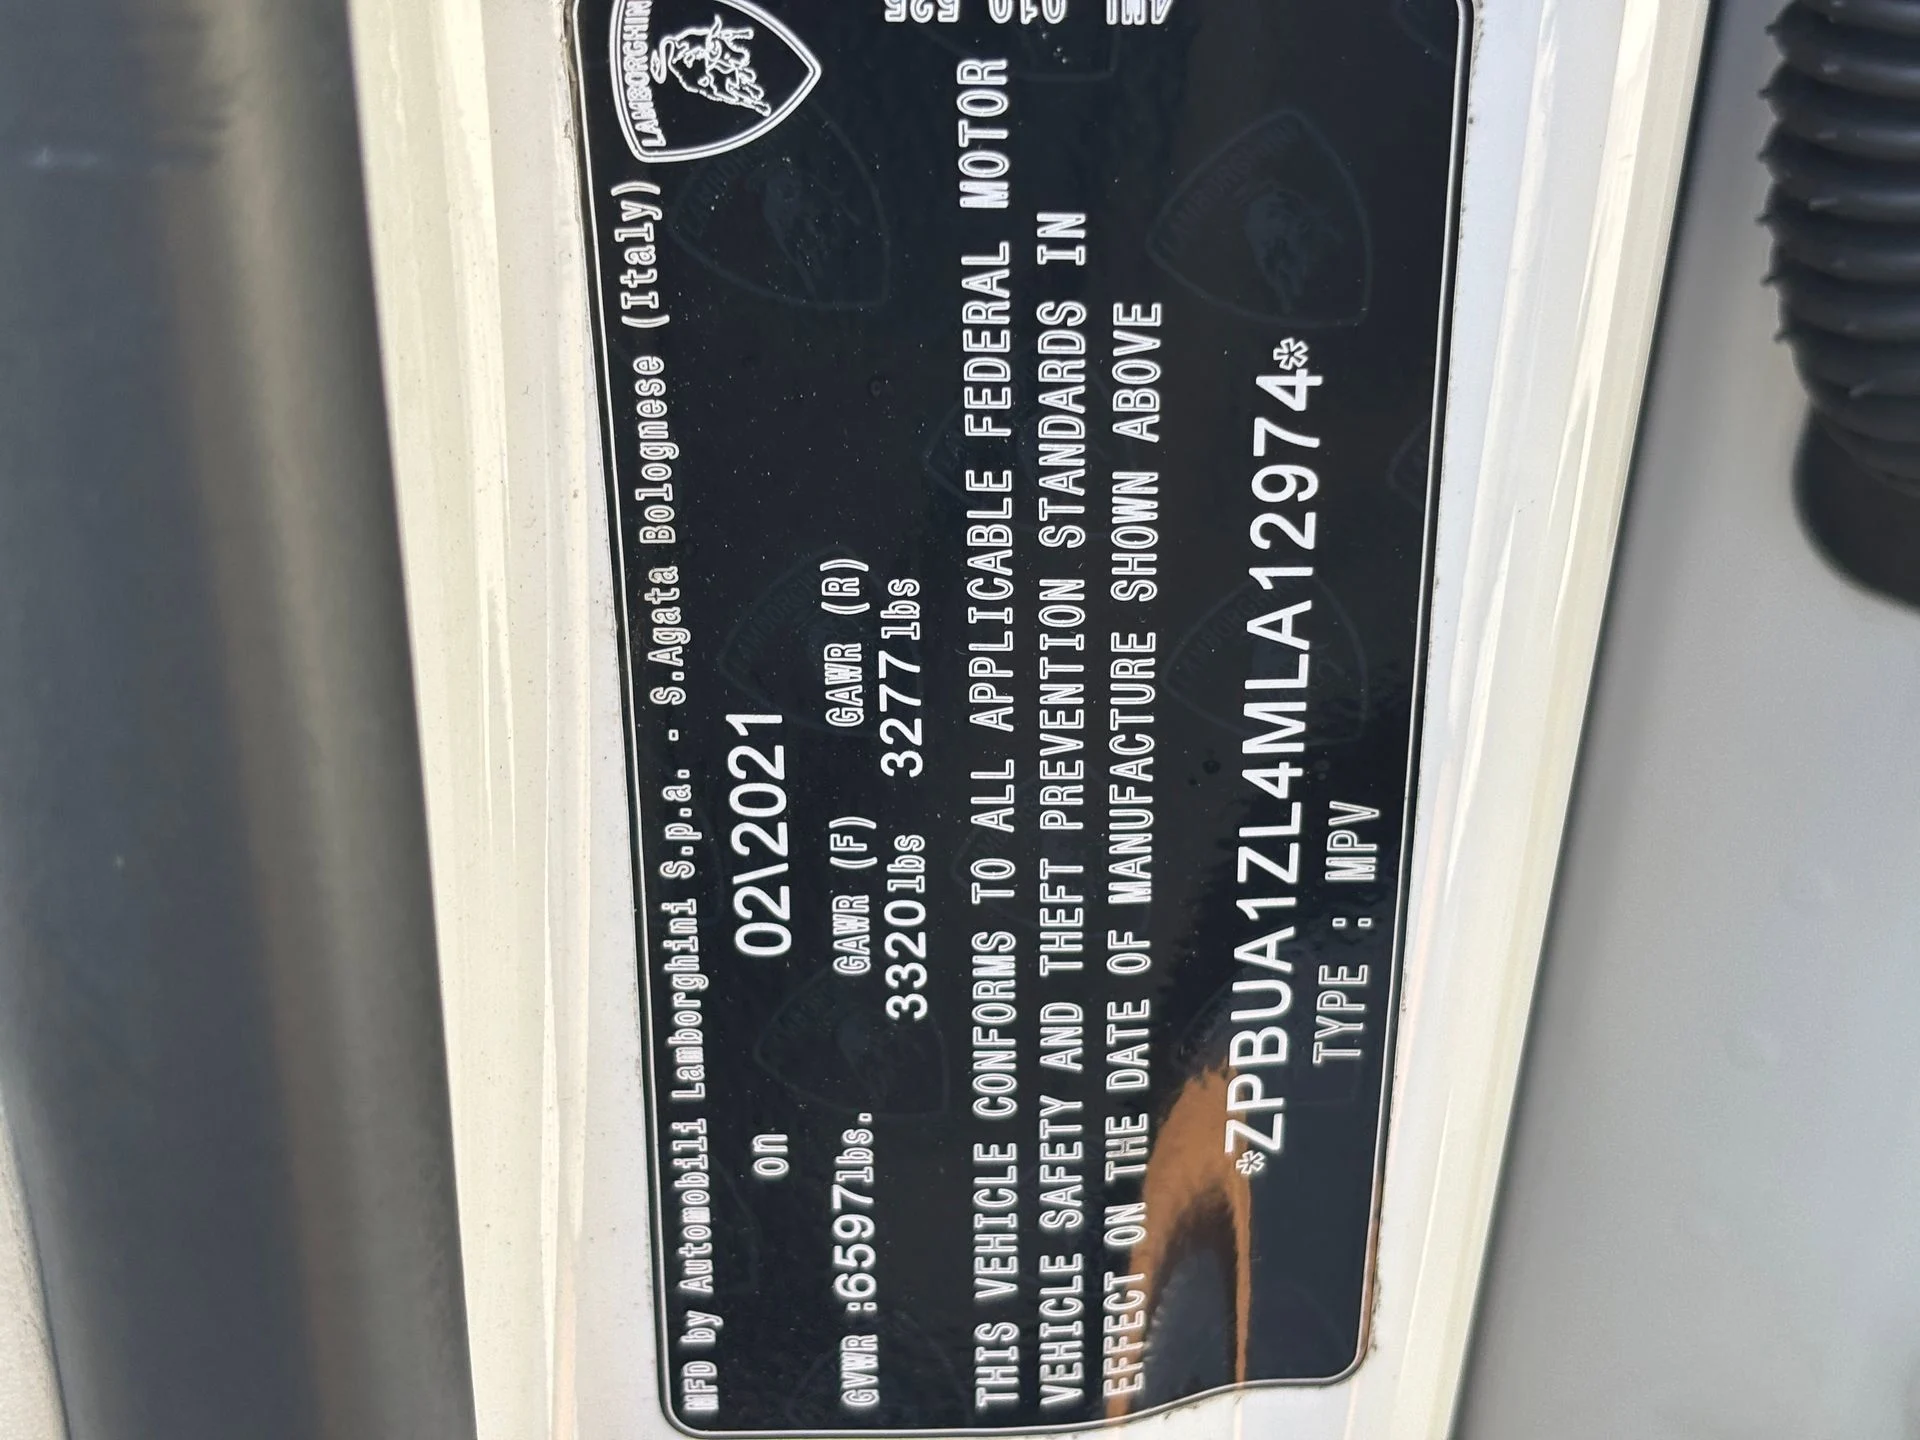 LAMBORGHINI
MFD by Automobili Lamborghini S.p.a. - S.Agata Bolognese (Italy)
on 02\2021
GVWR :6597lbs. GAWR (F) GAWR (R)
3320lbs 3277lbs
THIS VEHICLE CONFORMS TO ALL APPLICABLE FEDERAL MOTOR
VEHICLE SAFETY AND THEFT PREVENTION STANDARDS IN
EFFECT ON THE DATE OF MANUFACTURE SHOWN ABOVE
*ZPBUA1ZL4MLA12974*
TYPE : MPV